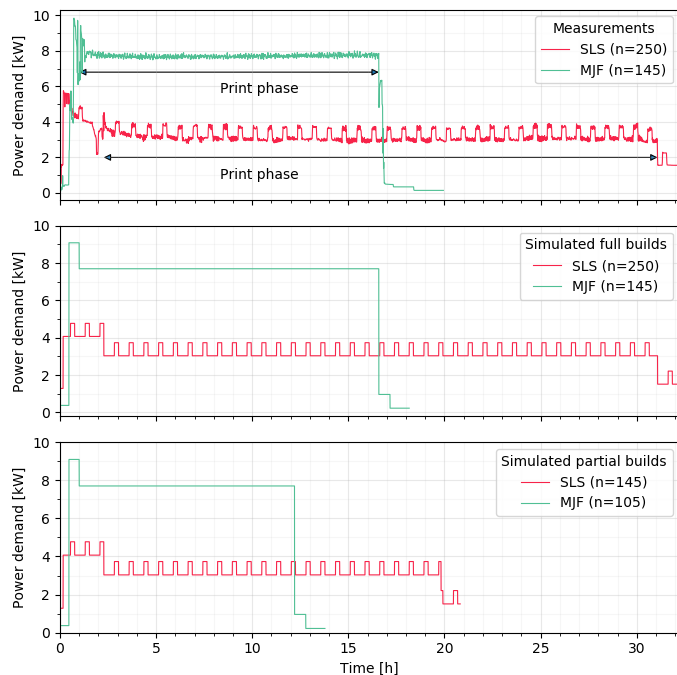 Power demand [kW]
10
8
6
4
2
0
Measurements
SLS (n=250)
MJF (n=145)
Print phase
Print phase
Power demand [kW]
10
8
6
4
2
0
Simulated full builds
SLS (n=250)
MJF (n=145)
Power demand [kW]
10
8
6
4
2
0
Simulated partial builds
SLS (n=145)
MJF (n=105)
0 5 10 15 20 25 30
Time [h]